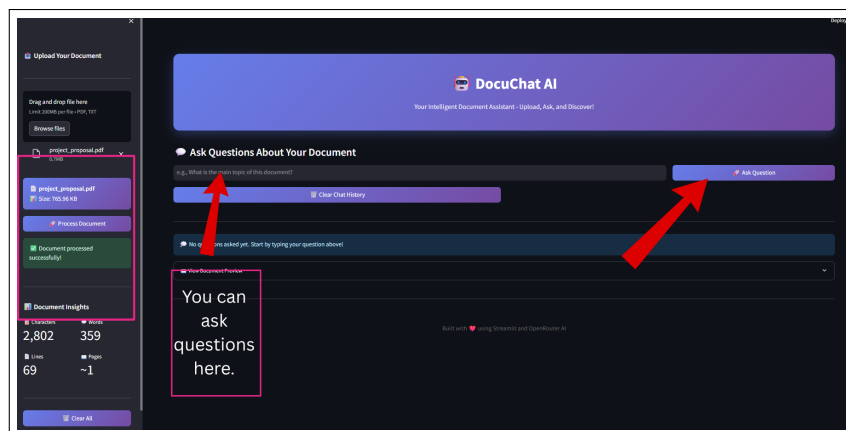 ×
Deploy
Upload Your Document
Drag and drop file here
Limit 200MB per file • PDF, TXT
Browse files
project_proposal.pdf ×
0.7MB
project_proposal.pdf
Size: 765.96 KB
Process Document
Document processed
successfully!
Document Insights
Characters Words
2,802 359
Lines Pages
69 ~1
Clear All
DocuChat AI
Your Intelligent Document Assistant - Upload, Ask, and Discover!
Ask Questions About Your Document
e.g., What is the main topic of this document?
Ask Question
Clear Chat History
No questions asked yet. Start by typing your question above!
View Document Preview
You can
ask
questions
here.
Built with ❤️ using Streamlit and OpenRouter AI